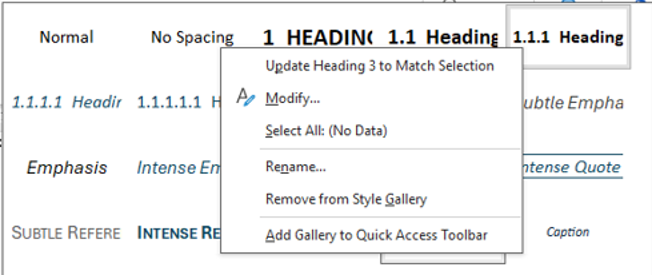 Normal No Spacing 1 HEADING 1.1 Heading 1.1.1 Heading
Update Heading 3 to Match Selection
1.1.1.1 Headir 1.1.1.1.1 H Modify... ubtle Empha
Select All: (No Data)
Emphasis Intense Em Rename... ntense Quote
Remove from Style Gallery
SUBTLE REFERE INTENSE RE Add Gallery to Quick Access Toolbar Caption